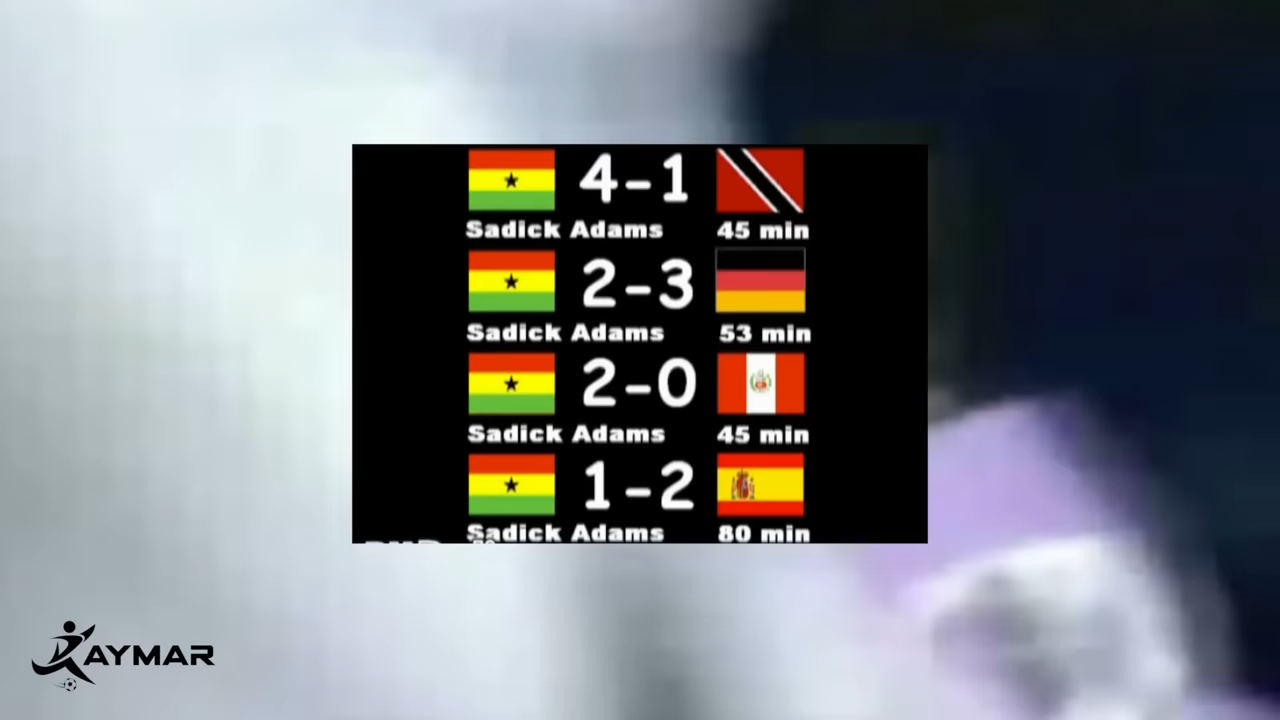 4-1
Sadick Adams 45 min
2-3
Sadick Adams 53 min
2-0
Sadick Adams 45 min
1-2
Sadick Adams 80 min
KAYMAR